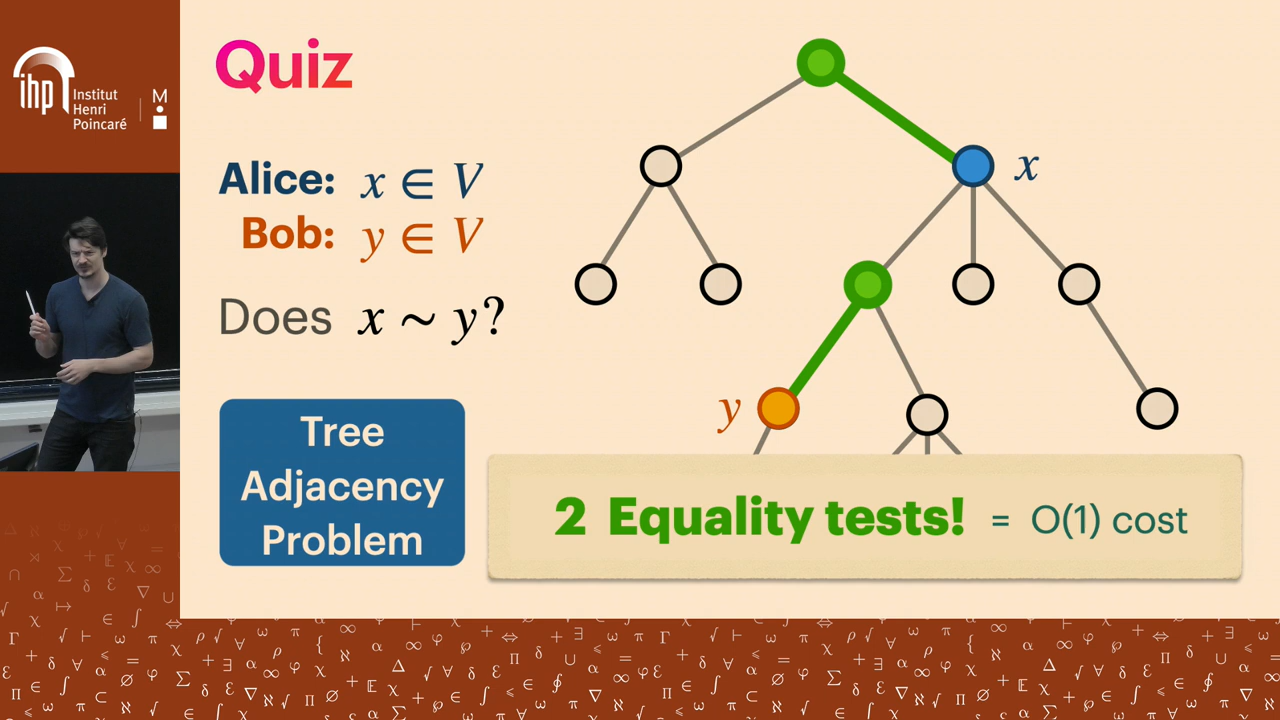 ihp
Institut
Henri
Poincaré
M
Quiz
Alice: x ∈ V
Bob: y ∈ V
Does x ~ y?
Tree
Adjacency
Problem
x
y
2 Equality tests! = O(1) cost